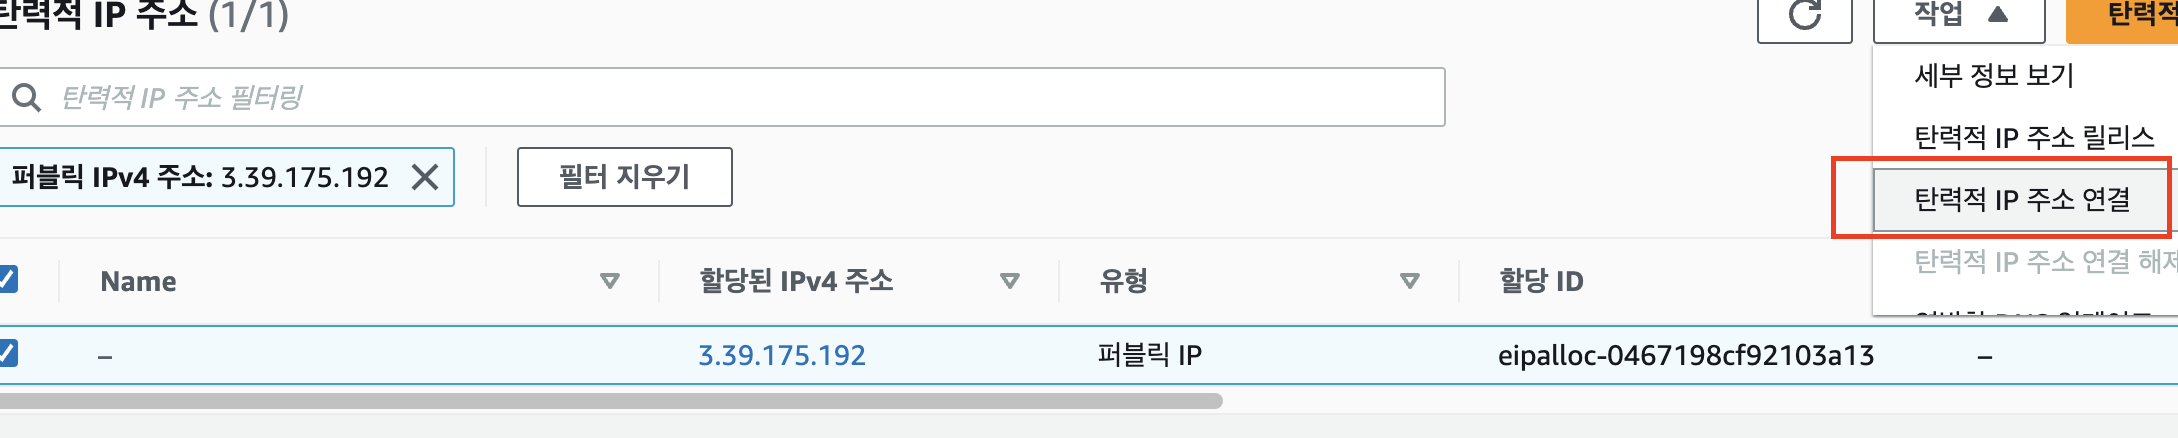 탄력적 IP 주소 (1/1)
작업
탄력적
탄력적 IP 주소 필터링
세부 정보 보기
탄력적 IP 주소 릴리스
퍼블릭 IPv4 주소: 3.39.175.192
필터 지우기
탄력적 IP 주소 연결
탄력적 IP 주소 연결 해제
Name
할당된 IPv4 주소
유형
할당 ID
–
3.39.175.192
퍼블릭 IP
eipalloc-0467198cf92103a13
–